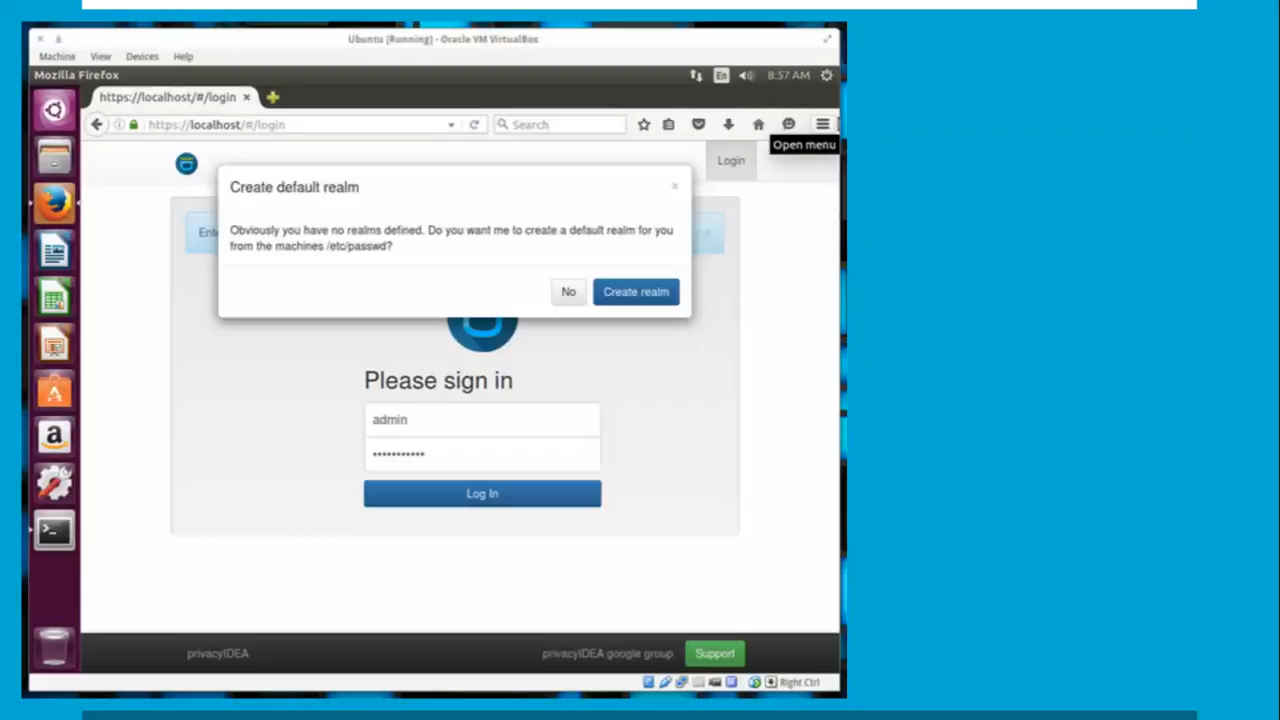 Ubuntu [Running] - Oracle VM VirtualBox
Machine View Devices Help
Mozilla Firefox
En
8:57 AM
https://localhost/#/login
https://localhost/#/login
Search
Open menu
Login
Create default realm
Obviously you have no realms defined. Do you want me to create a default realm for you
from the machines /etc/passwd?
No
Create realm
Please sign in
admin
Log In
privacyIDEA
privacyIDEA google group
Support
Right Ctrl